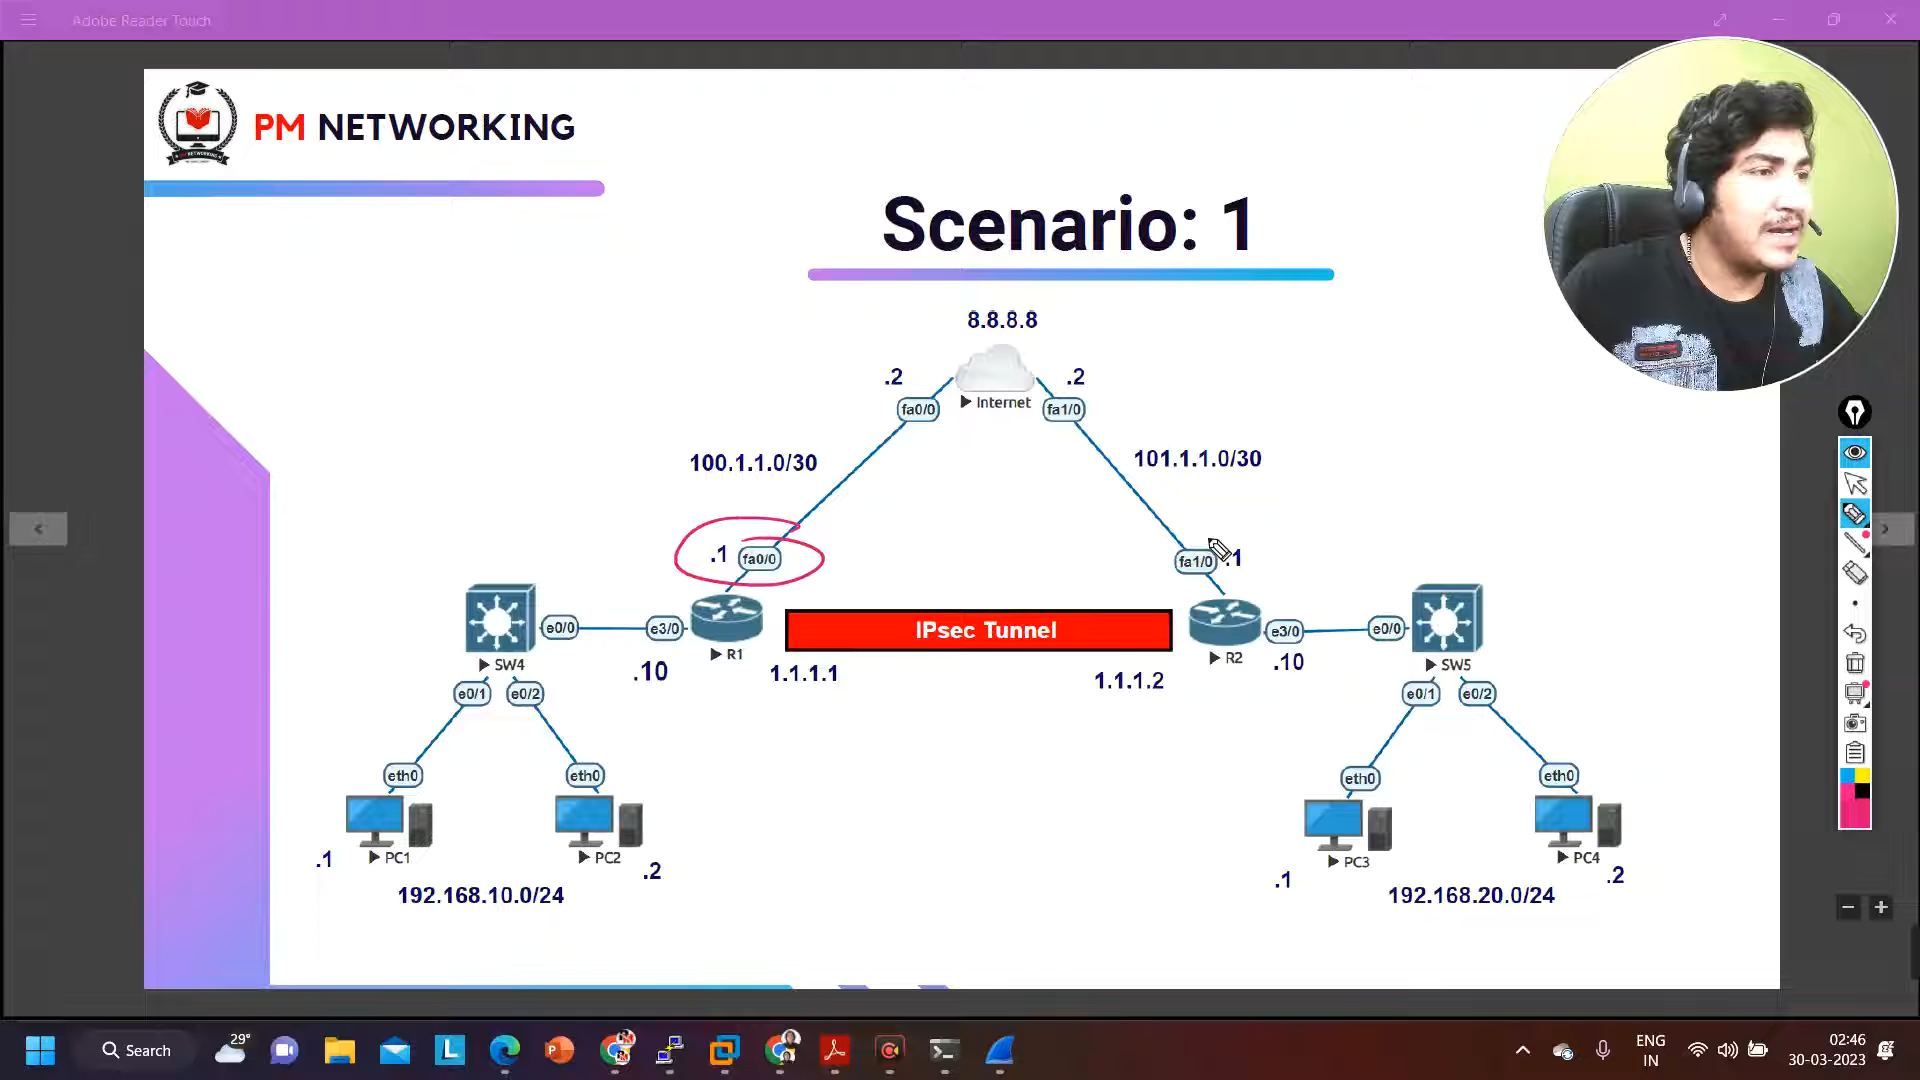 Adobe Reader Touch
PM NETWORKING
Scenario: 1
8.8.8.8
.2
.2
Internet
fa0/0
fa1/0
100.1.1.0/30
101.1.1.0/30
.1
fa0/0
fa1/0
.1
IPsec Tunnel
e0/0
e3/0
R1
R2
e3/0
e0/0
SW4
.10
1.1.1.1
1.1.1.2
.10
SW5
e0/1
e0/2
e0/1
e0/2
eth0
eth0
eth0
eth0
PC1
PC2
PC3
PC4
.1
.2
.1
.2
192.168.10.0/24
192.168.20.0/24
29°
Search
ENG
IN
02:46
30-03-2023